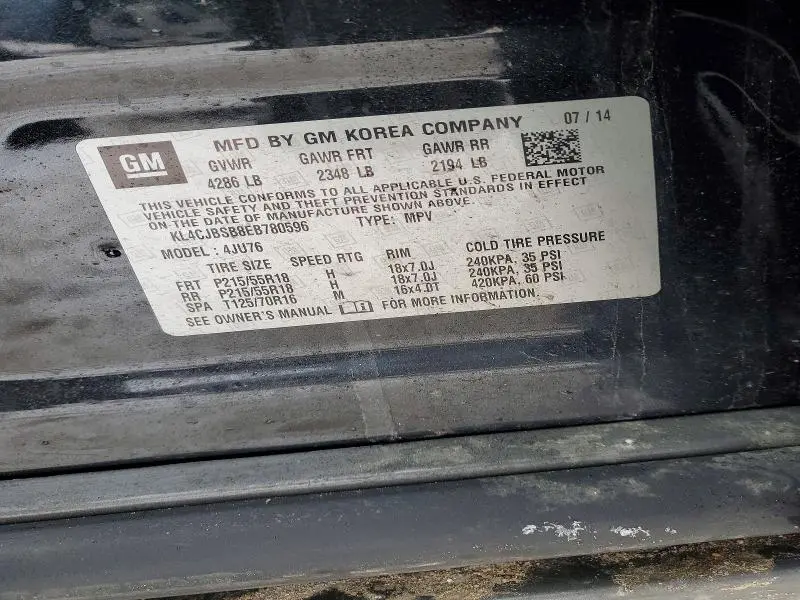 GM
MFD BY GM KOREA COMPANY 07 / 14
GVWR GAWR FRT GAWR RR
4286 LB 2348 LB 2194 LB
THIS VEHICLE CONFORMS TO ALL APPLICABLE U.S. FEDERAL MOTOR
VEHICLE SAFETY AND THEFT PREVENTION STANDARDS IN EFFECT
ON THE DATE OF MANUFACTURE SHOWN ABOVE.
KL4CJBSB8EB780596 TYPE: MPV
MODEL : 4JU76
TIRE SIZE SPEED RTG RIM COLD TIRE PRESSURE
FRT P215/55R18 H 18x7.0J 240KPA, 35 PSI
RR P215/55R18 H 18x7.0J 240KPA, 35 PSI
SPA T125/70R16 M 16x4.0T 420KPA, 60 PSI
SEE OWNER'S MANUAL FOR MORE INFORMATION.